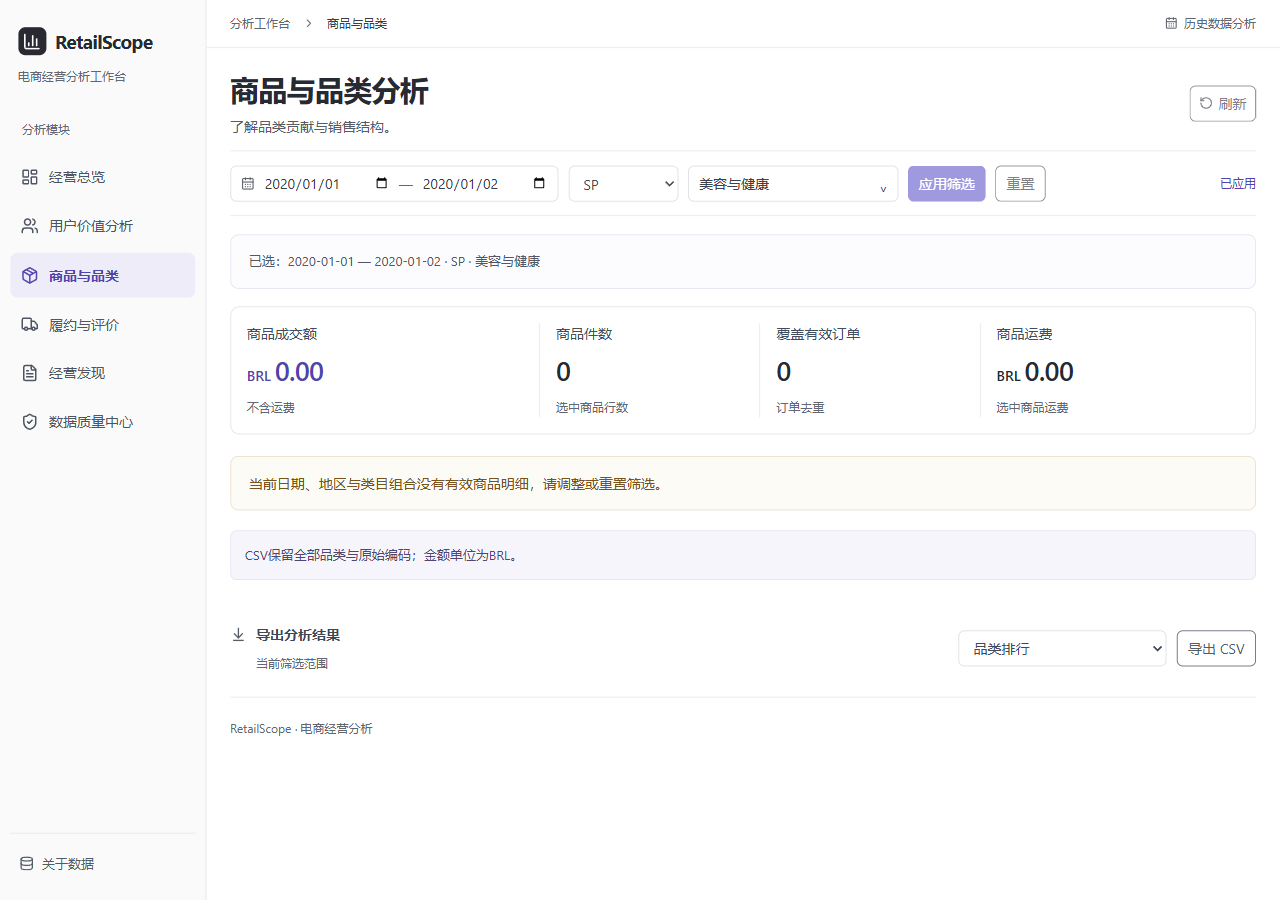 RetailScope
电商经营分析工作台
分析模块
经营总览
用户价值分析
商品与品类
履约与评价
经营发现
数据质量中心
关于数据
分析工作台 > 商品与品类
历史数据分析
商品与品类分析
了解品类贡献与销售结构。
刷新
2020/01/01 — 2020/01/02 SP 美容与健康 应用筛选 重置 已应用
已选：2020-01-01 — 2020-01-02 · SP · 美容与健康
商品成交额 商品件数 覆盖有效订单 商品运费
BRL 0.00 0 0 BRL 0.00
不含运费 选中商品行数 订单去重 选中商品运费
当前日期、地区与类目组合没有有效商品明细，请调整或重置筛选。
CSV保留全部品类与原始编码；金额单位为BRL。
导出分析结果
当前筛选范围
品类排行 导出 CSV
RetailScope · 电商经营分析